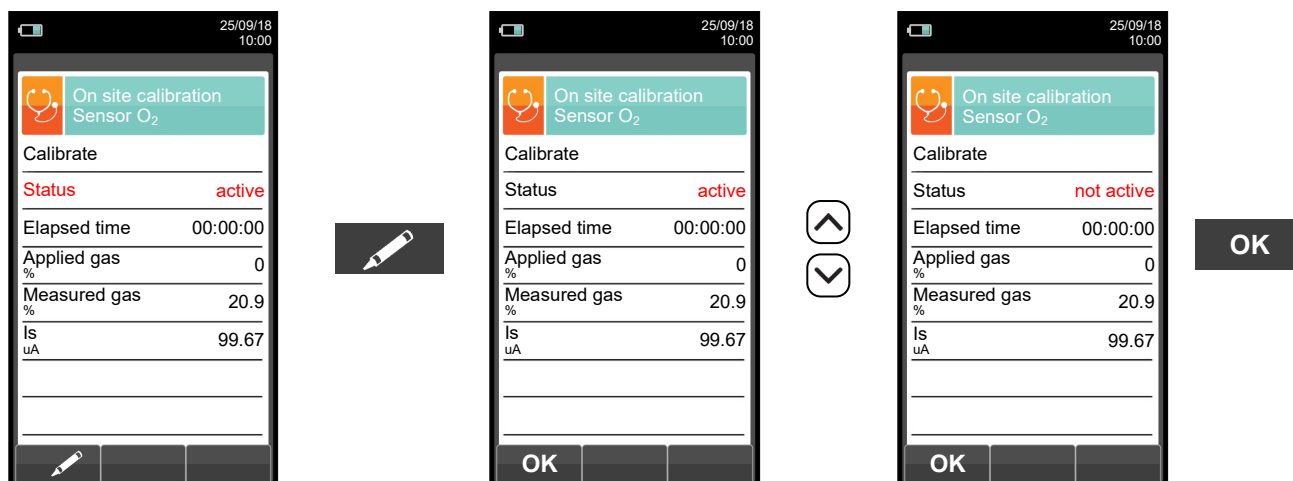 25/09/18
10:00
On site calibration
Sensor O₂
Calibrate
Status active
Elapsed time 00:00:00
Applied gas
% 0
Measured gas
% 20.9
Is
uA 99.67
25/09/18
10:00
On site calibration
Sensor O₂
Calibrate
Status active
Elapsed time 00:00:00
Applied gas
% 0
Measured gas
% 20.9
Is
uA 99.67
OK
25/09/18
10:00
On site calibration
Sensor O₂
Calibrate
Status not active
Elapsed time 00:00:00
Applied gas
% 0
Measured gas
% 20.9
Is
uA 99.67
OK
OK